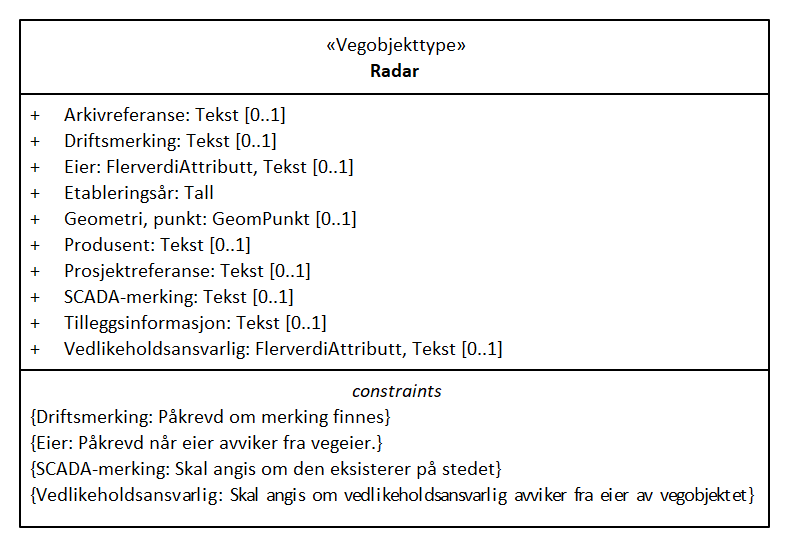 «Vegobjekttype»
Radar
+ Arkivreferanse: Tekst [0..1]
+ Driftsmerking: Tekst [0..1]
+ Eier: FlerverdiAttributt, Tekst [0..1]
+ Etableringsår: Tall
+ Geometri, punkt: GeomPunkt [0..1]
+ Produsent: Tekst [0..1]
+ Prosjektreferanse: Tekst [0..1]
+ SCADA-merking: Tekst [0..1]
+ Tilleggsinformasjon: Tekst [0..1]
+ Vedlikeholdsansvarlig: FlerverdiAttributt, Tekst [0..1]
constraints
{Driftsmerking: Påkrevd om merking finnes}
{Eier: Påkrevd når eier avviker fra vegeier.}
{SCADA-merking: Skal angis om den eksisterer på stedet}
{Vedlikeholdsansvarlig: Skal angis om vedlikeholdsansvarlig avviker fra eier av vegobjektet}